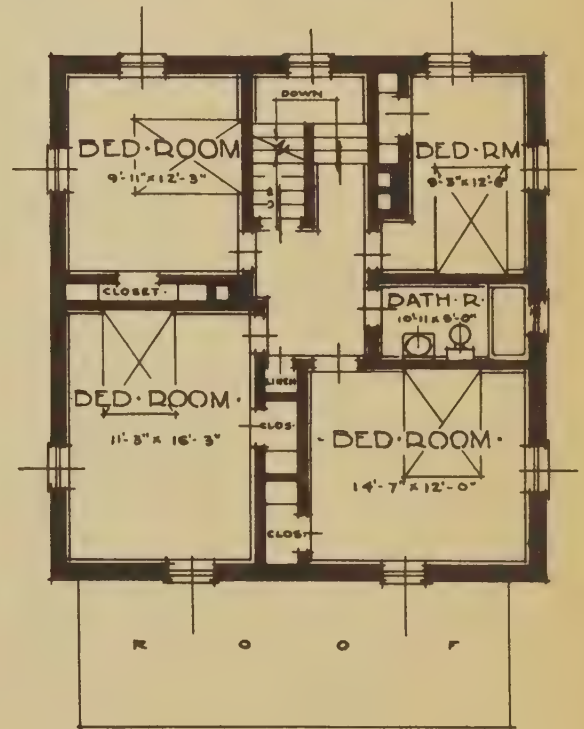 DOWN
BED·ROOM
9'-11" X 12'-3"
BED·RM
CLOSET·
BATH·R·
LINEN
·BED·ROOM·
11'-3" X 16'-3"
CLOS·
·BED·ROOM·
14'-7" X 12'-0"
CLOS·
R O O F